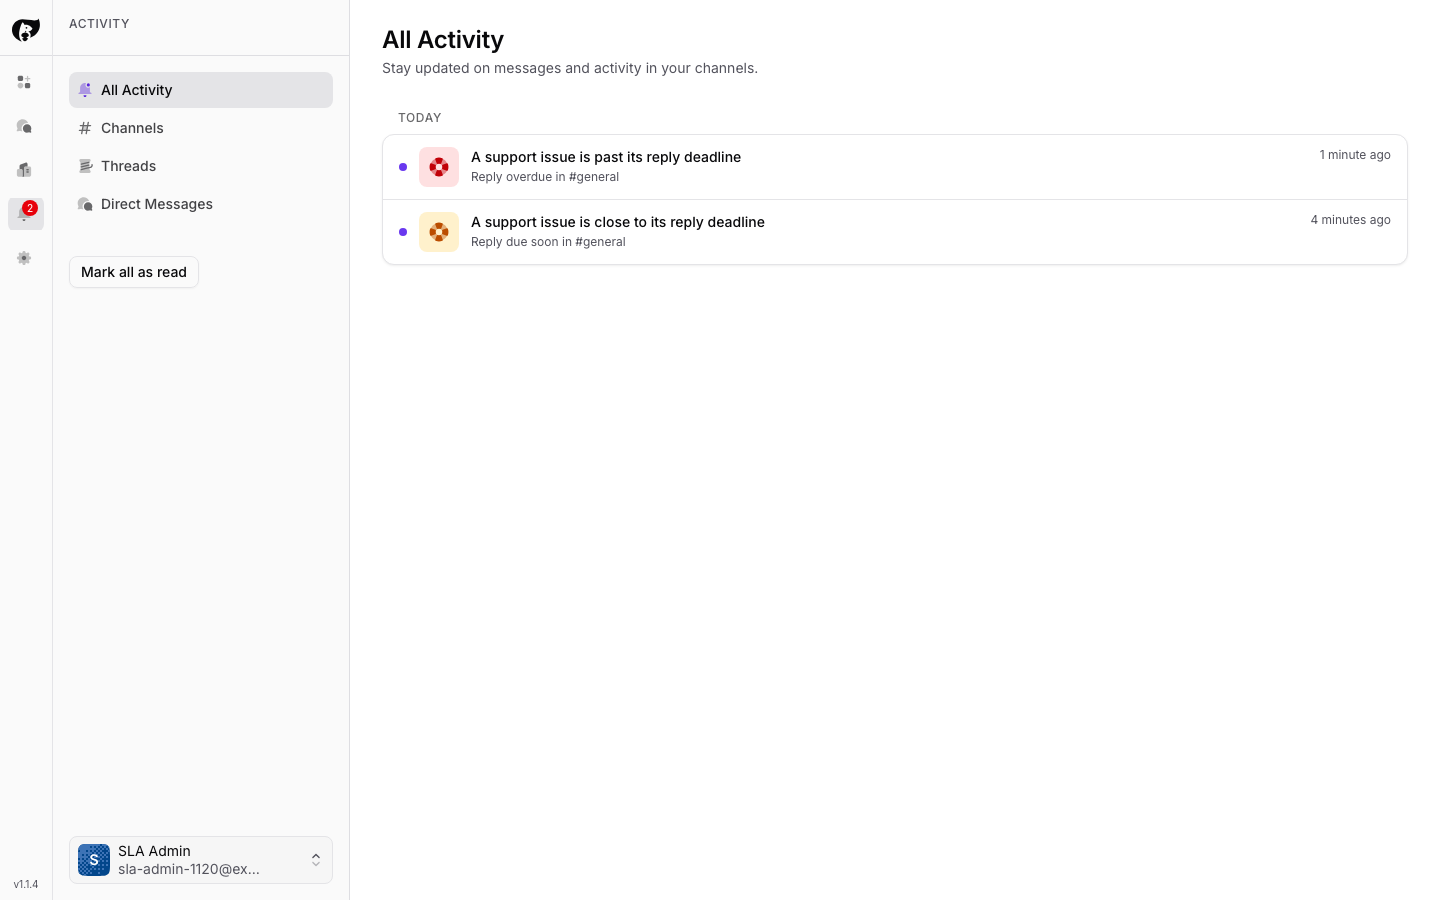 ACTIVITY
All Activity
Channels
Threads
Direct Messages
2
Mark all as read
S
SLA Admin
sla-admin-1120@ex...
v1.1.4
All Activity
Stay updated on messages and activity in your channels.
TODAY
A support issue is past its reply deadline
1 minute ago
Reply overdue in #general
A support issue is close to its reply deadline
4 minutes ago
Reply due soon in #general